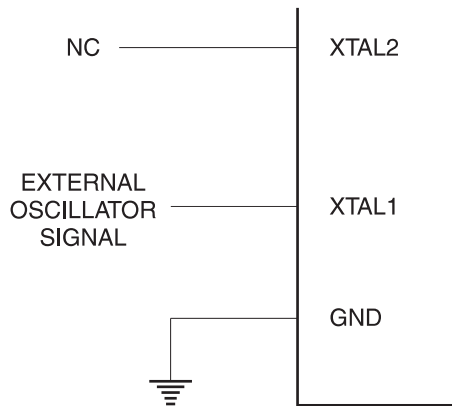 NC XTAL2
EXTERNAL
OSCILLATOR
SIGNAL
XTAL1
GND